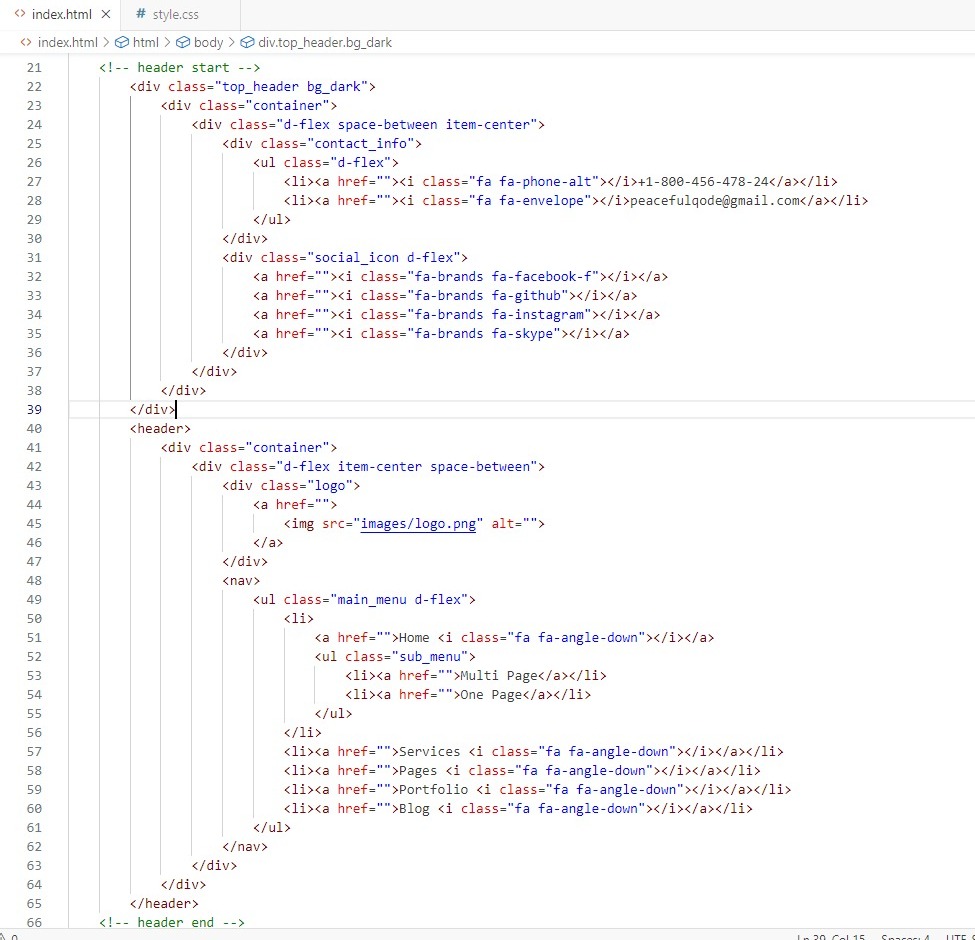 <> index.html × # style.css
<> index.html > html > body > div.top_header.bg_dark
21 <!-- header start -->
22 <div class="top_header bg_dark">
23 <div class="container">
24 <div class="d-flex space-between item-center">
25 <div class="contact_info">
26 <ul class="d-flex">
27 <li><a href=""><i class="fa fa-phone-alt"></i>+1-800-456-478-24</a></li>
28 <li><a href=""><i class="fa fa-envelope"></i>peacefulqode@gmail.com</a></li>
29 </ul>
30 </div>
31 <div class="social_icon d-flex">
32 <a href=""><i class="fa-brands fa-facebook-f"></i></a>
33 <a href=""><i class="fa-brands fa-github"></i></a>
34 <a href=""><i class="fa-brands fa-instagram"></i></a>
35 <a href=""><i class="fa-brands fa-skype"></i></a>
36 </div>
37 </div>
38 </div>
39 </div>
40 <header>
41 <div class="container">
42 <div class="d-flex item-center space-between">
43 <div class="logo">
44 <a href="">
45 <img src="images/logo.png" alt="">
46 </a>
47 </div>
48 <nav>
49 <ul class="main_menu d-flex">
50 <li>
51 <a href="">Home <i class="fa fa-angle-down"></i></a>
52 <ul class="sub_menu">
53 <li><a href="">Multi Page</a></li>
54 <li><a href="">One Page</a></li>
55 </ul>
56 </li>
57 <li><a href="">Services <i class="fa fa-angle-down"></i></a></li>
58 <li><a href="">Pages <i class="fa fa-angle-down"></i></a></li>
59 <li><a href="">Portfolio <i class="fa fa-angle-down"></i></a></li>
60 <li><a href="">Blog <i class="fa fa-angle-down"></i></a></li>
61 </ul>
62 </nav>
63 </div>
64 </div>
65 </header>
66 <!-- header end -->
0 Ln 39, Col 15 Spaces: 4